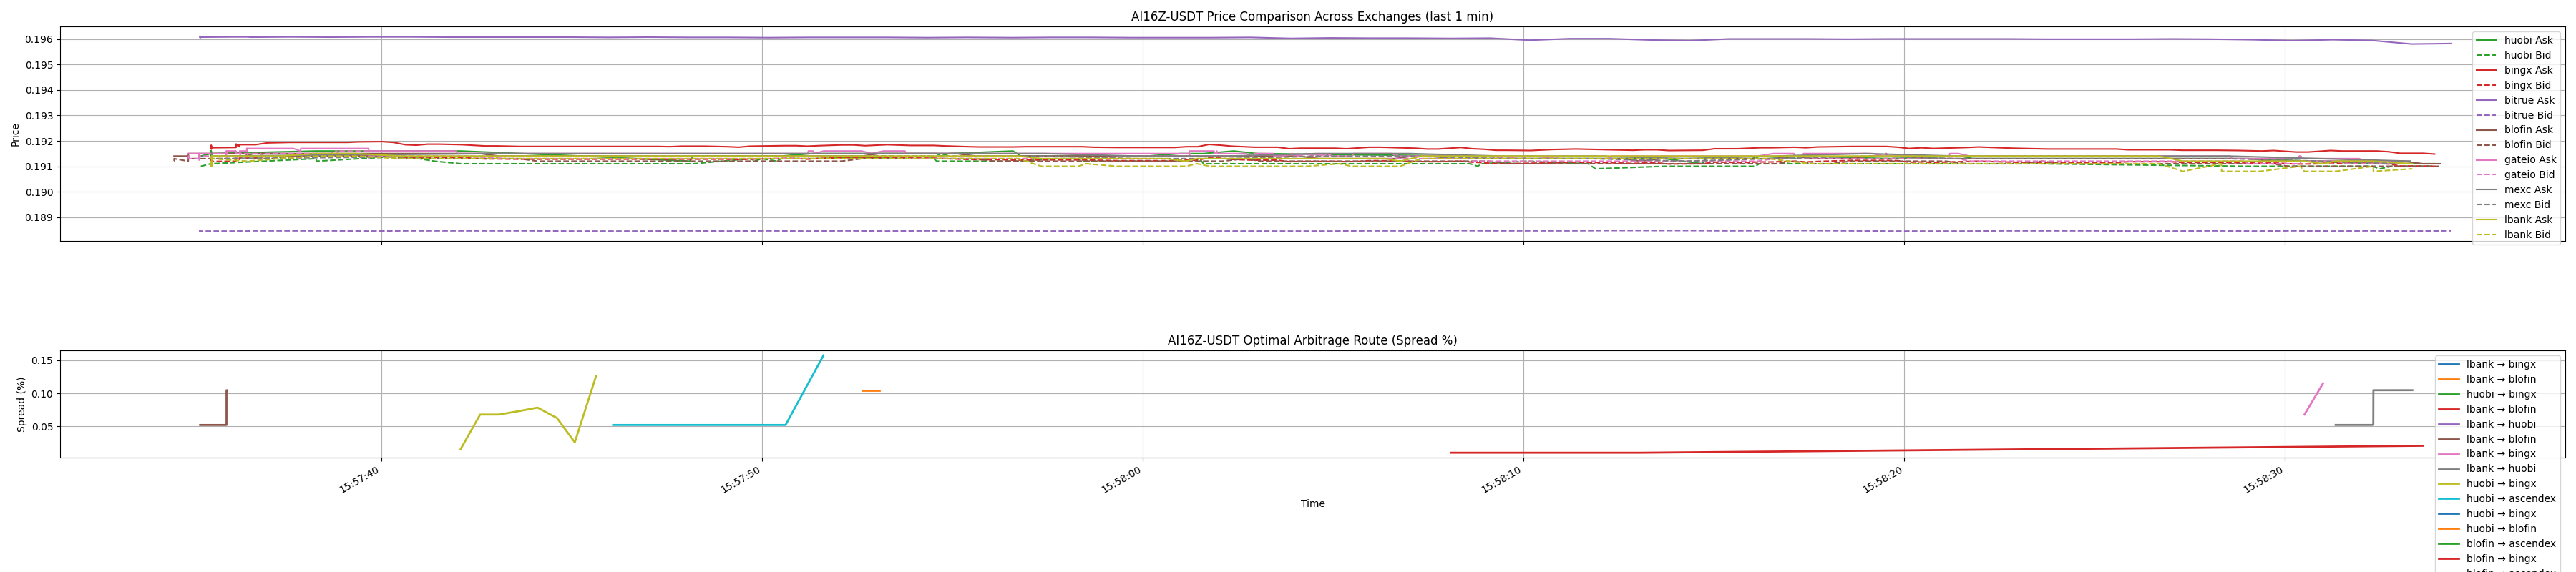 AI16Z-USDT Price Comparison Across Exchanges (last 1 min)
0.196
0.195
0.194
0.193
0.192
0.191
0.190
0.189
Price
huobi Ask
huobi Bid
bingx Ask
bingx Bid
bitrue Ask
bitrue Bid
blofin Ask
blofin Bid
gateio Ask
gateio Bid
mexc Ask
mexc Bid
lbank Ask
lbank Bid
AI16Z-USDT Optimal Arbitrage Route (Spread %)
0.15
0.10
0.05
Spread (%)
15:57:40
15:57:50
15:58:00
15:58:10
15:58:20
15:58:30
Time
lbank → bingx
lbank → blofin
huobi → bingx
lbank → blofin
lbank → huobi
lbank → blofin
lbank → bingx
lbank → huobi
huobi → bingx
huobi → ascendex
huobi → bingx
huobi → blofin
blofin → ascendex
blofin → bingx